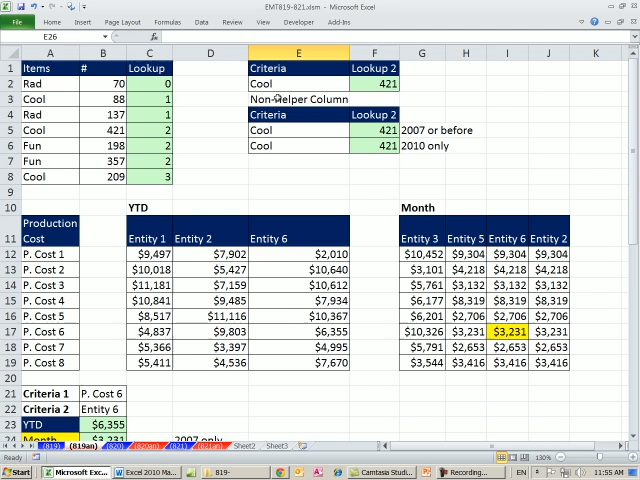 EMT819-821.xlsm - Microsoft Excel
File Home Insert Page Layout Formulas Data Review View Developer Add-Ins
E26 fx
A B C D E F G H I J K
1 Items # Lookup Criteria Lookup 2
2 Rad 70 0 Cool 421
3 Cool 88 1 Non-Helper Column
4 Rad 137 1 Criteria Lookup 2
5 Cool 421 2 Cool 421 2007 or before
6 Fun 198 2 Cool 421 2010 only
7 Fun 357 2
8 Cool 209 3
9
10 YTD Month
11 Production Cost Entity 1 Entity 2 Entity 6 Entity 3 Entity 5 Entity 6 Entity 2
12 P. Cost 1 $9,497 $7,902 $2,010 $10,452 $9,304 $9,304 $9,304
13 P. Cost 2 $10,018 $5,427 $10,640 $3,101 $4,218 $4,218 $4,218
14 P. Cost 3 $11,181 $7,159 $10,612 $5,761 $3,132 $3,132 $3,132
15 P. Cost 4 $10,841 $9,485 $7,934 $6,177 $8,319 $8,319 $8,319
16 P. Cost 5 $8,517 $11,116 $10,367 $6,201 $2,706 $2,706 $2,706
17 P. Cost 6 $4,837 $9,803 $6,355 $10,326 $3,231 $3,231 $3,231
18 P. Cost 7 $5,366 $3,397 $4,995 $5,791 $2,653 $2,653 $2,653
19 P. Cost 8 $5,411 $4,536 $7,670 $3,544 $3,416 $3,416 $3,416
20
21 Criteria 1 P. Cost 6
22 Criteria 2 Entity 6
23 YTD $6,355
24 Month $3,231 2007 only
(819) (819an) (820) (820an) (821) (821an) Sheet2 Sheet3
Ready 130%
Start Microsoft Exc... Excel 2010 Ma... 819- Camtasia Studi... Recording... EN 11:55 AM